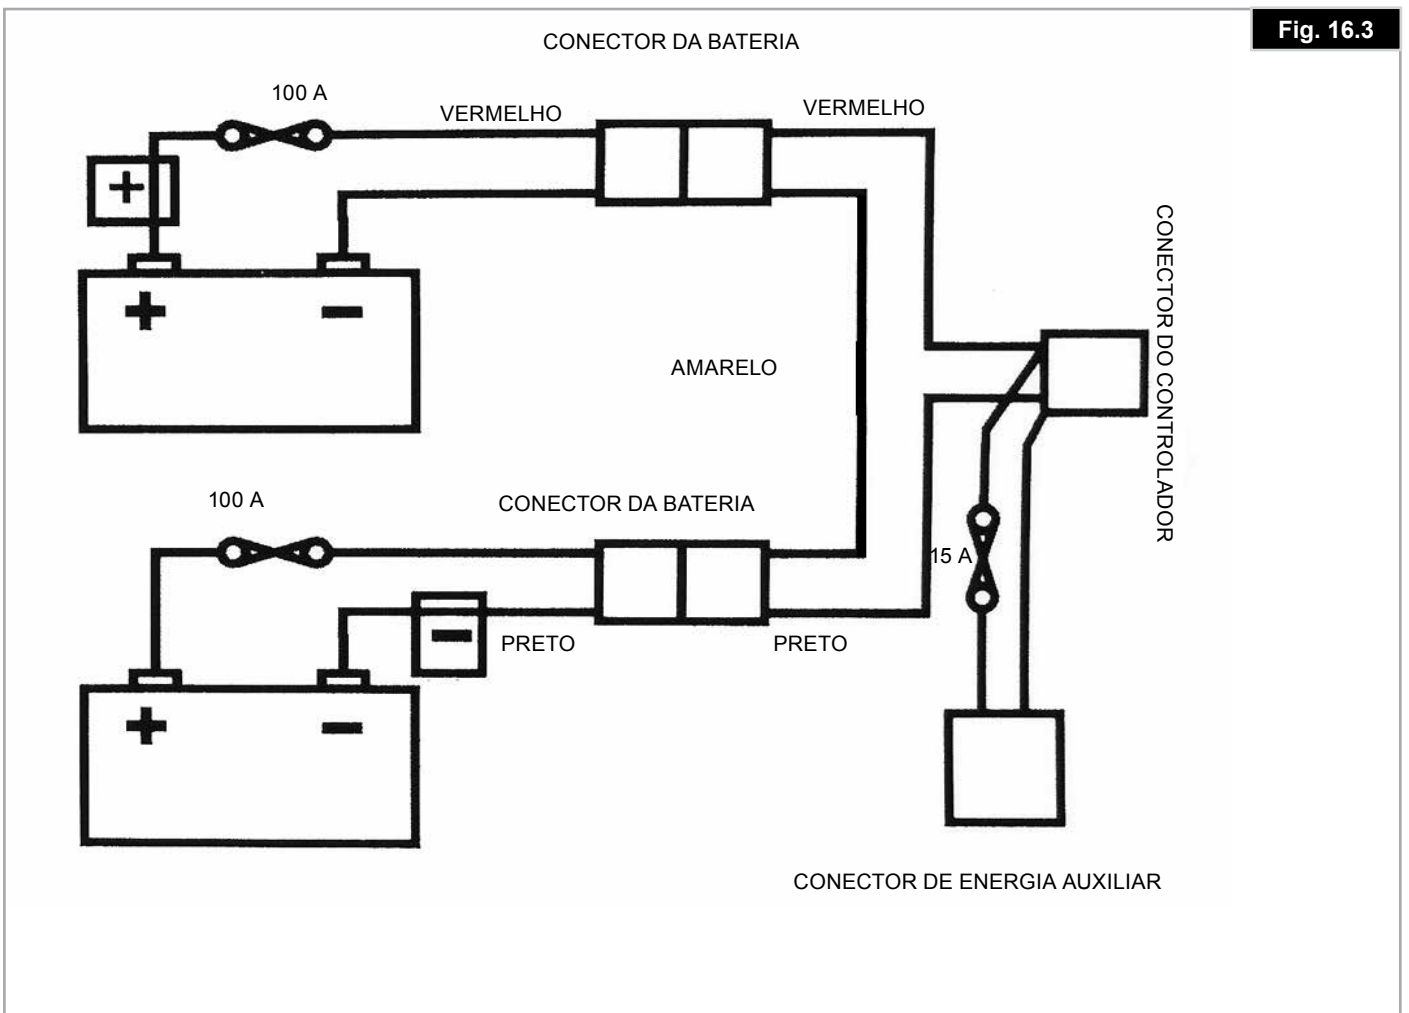 Fig. 16.3
CONECTOR DA BATERIA
100 A
VERMELHO
VERMELHO
+
+
−
AMARELO
CONECTOR DO CONTROLADOR
100 A
CONECTOR DA BATERIA
15 A
−
PRETO
PRETO
+
−
CONECTOR DE ENERGIA AUXILIAR